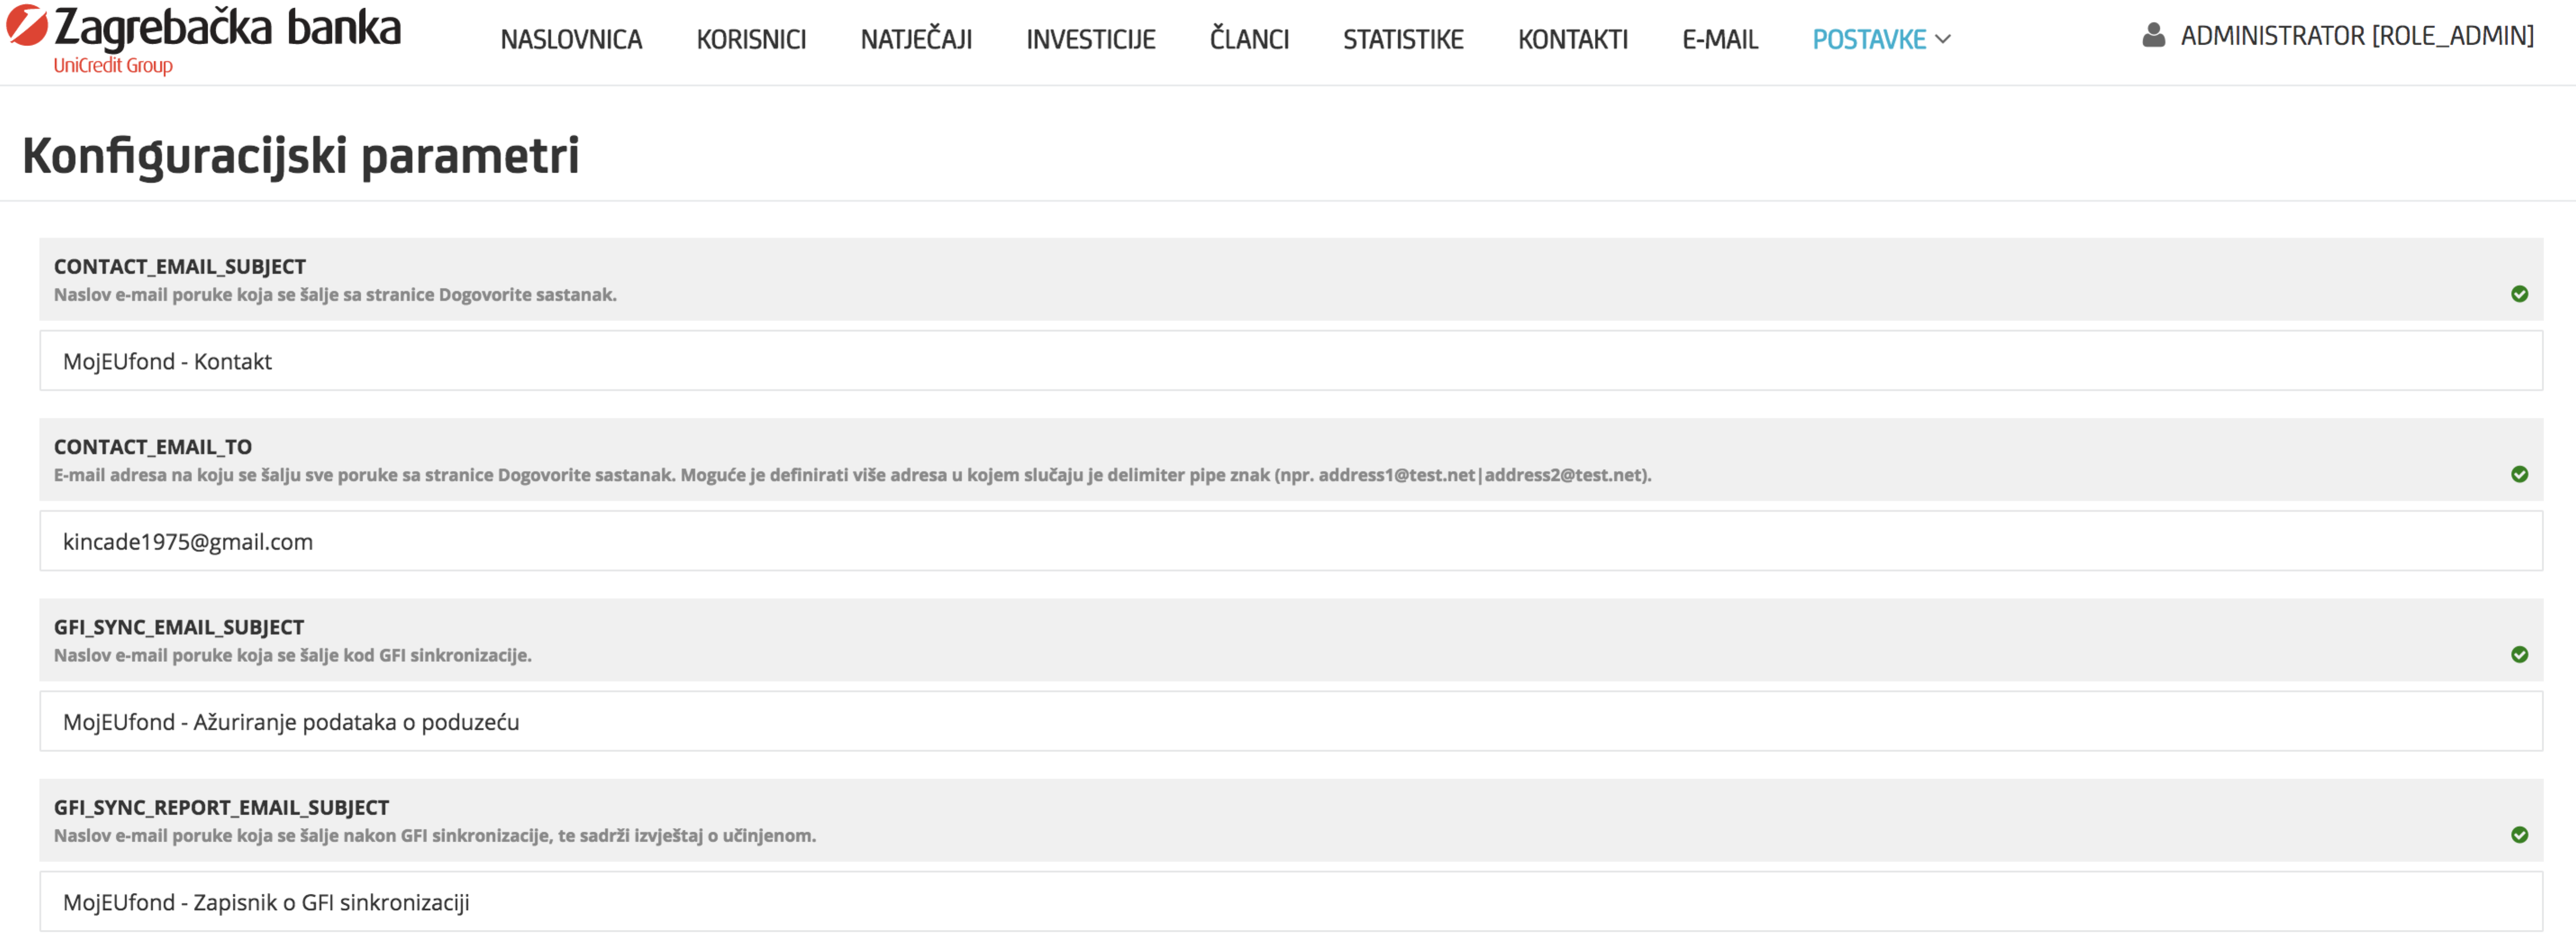 Zagrebačka banka
UniCredit Group
NASLOVNICA KORISNICI NATJEČAJI INVESTICIJE ČLANCI STATISTIKE KONTAKTI E-MAIL POSTAVKE ADMINISTRATOR [ROLE_ADMIN]
Konfiguracijski parametri
CONTACT_EMAIL_SUBJECT
Naslov e-mail poruke koja se šalje sa stranice Dogovorite sastanak.
MojEUfond - Kontakt
CONTACT_EMAIL_TO
E-mail adresa na koju se šalju sve poruke sa stranice Dogovorite sastanak. Moguće je definirati više adresa u kojem slučaju je delimiter pipe znak (npr. address1@test.net|address2@test.net).
kincade1975@gmail.com
GFI_SYNC_EMAIL_SUBJECT
Naslov e-mail poruke koja se šalje kod GFI sinkronizacije.
MojEUfond - Ažuriranje podataka o poduzeću
GFI_SYNC_REPORT_EMAIL_SUBJECT
Naslov e-mail poruke koja se šalje nakon GFI sinkronizacije, te sadrži izvještaj o učinjenom.
MojEUfond - Zapisnik o GFI sinkronizaciji